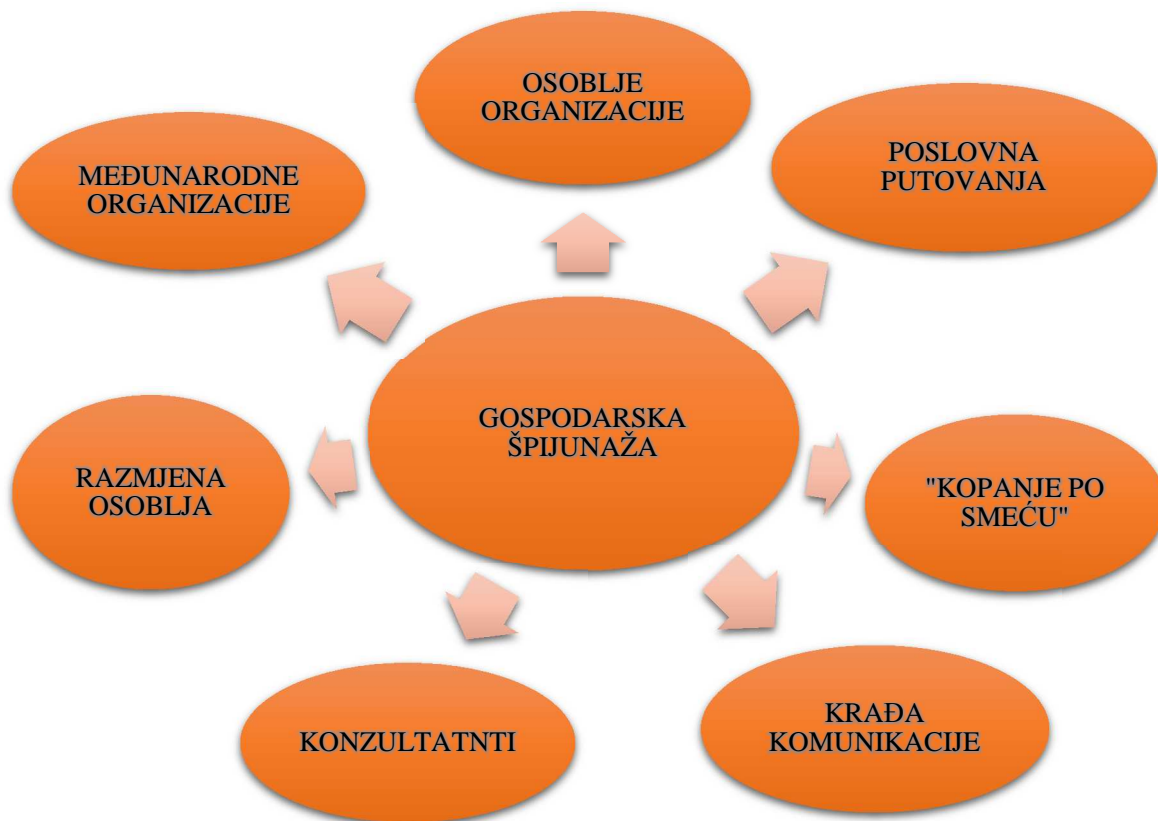 OSOBLJE
ORGANIZACIJE
POSLOVNA
PUTOVANJA
"KOPANJE PO
SMEĆU"
KRAĐA
KOMUNIKACIJE
KONZULTATNTI
RAZMJENA
OSOBLJA
MEĐUNARODNE
ORGANIZACIJE
GOSPODARSKA
ŠPIJUNAŽA